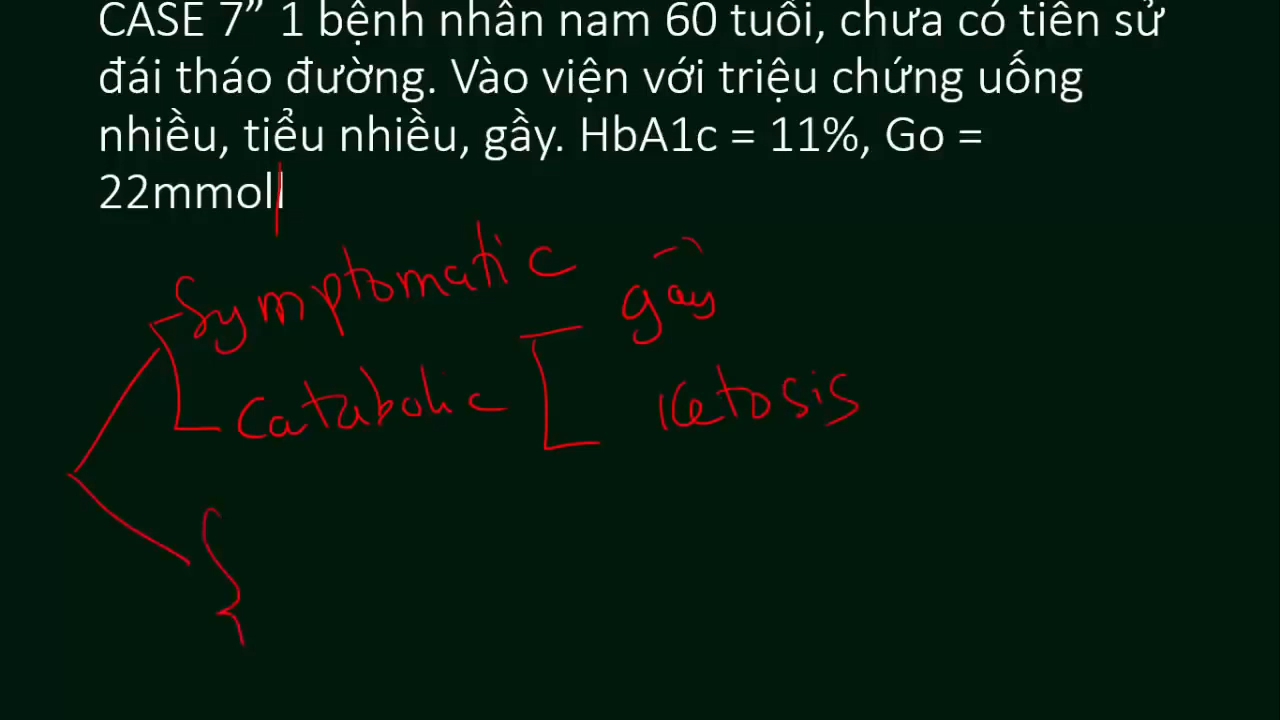 CASE 7” 1 bệnh nhân nam 60 tuổi, chưa có tiền sử
đái tháo đường. Vào viện với triệu chứng uống
nhiều, tiểu nhiều, gầy. HbA1c = 11%, Go =
22mmoll
Symptomatic
gầy
Catabolic
Ketosis